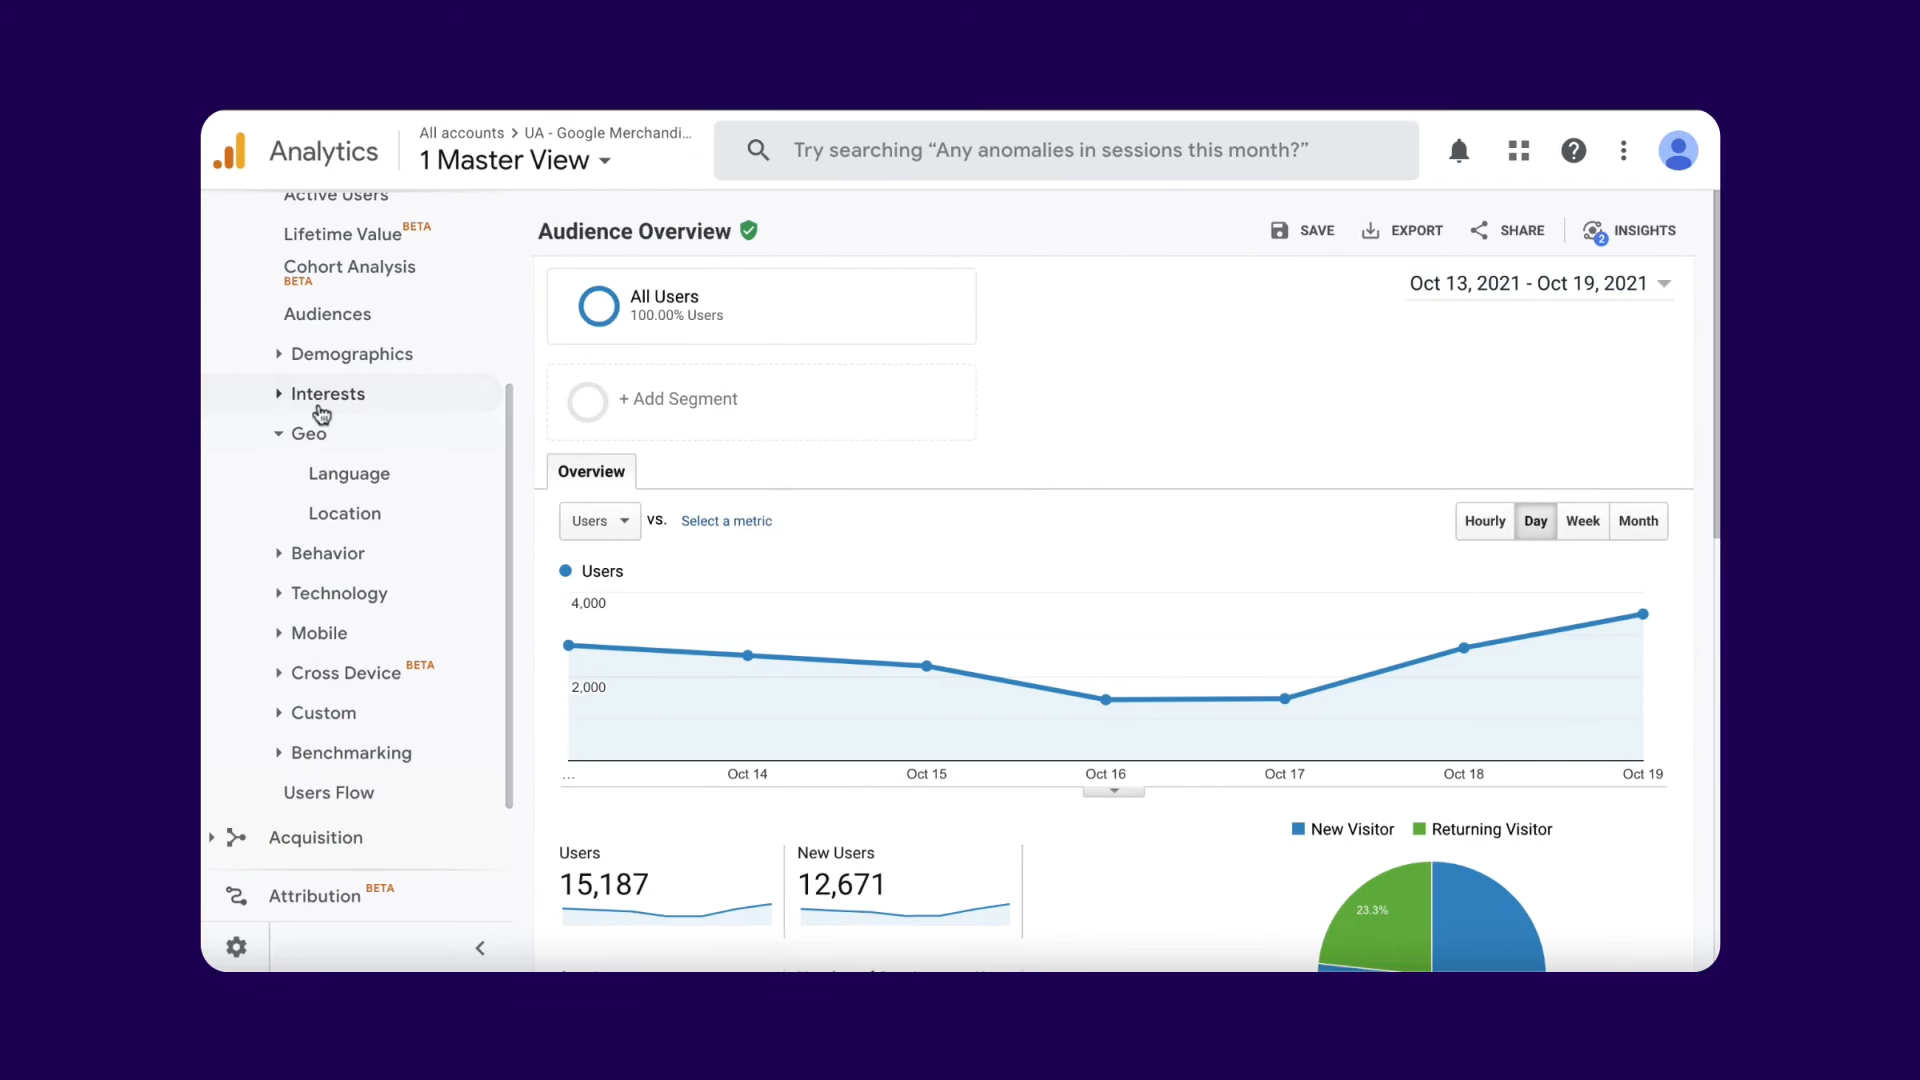 Analytics
All accounts > UA - Google Merchandi...
1 Master View
Try searching “Any anomalies in sessions this month?”
Active Users
Lifetime Value BETA
Cohort Analysis
BETA
Audiences
Demographics
Interests
Geo
Language
Location
Behavior
Technology
Mobile
Cross Device BETA
Custom
Benchmarking
Users Flow
Acquisition
Attribution BETA
Audience Overview
SAVE
EXPORT
SHARE
2
INSIGHTS
All Users
100.00% Users
Oct 13, 2021 - Oct 19, 2021
+ Add Segment
Overview
Users
VS.
Select a metric
Hourly
Day
Week
Month
Users
4,000
2,000
...
Oct 14
Oct 15
Oct 16
Oct 17
Oct 18
Oct 19
New Visitor
Returning Visitor
Users
15,187
New Users
12,671
23.3%